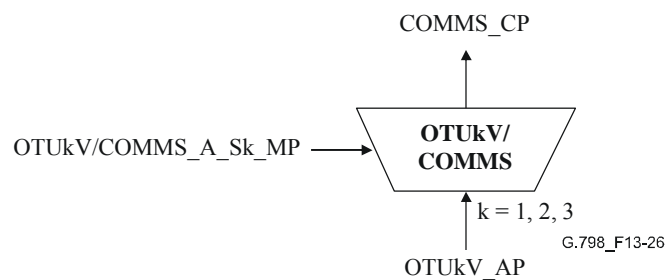 COMMS_CP
OTUkV/COMMS_A_Sk_MP
OTUkV/
COMMS
k = 1, 2, 3
G.798_F13-26
OTUkV_AP